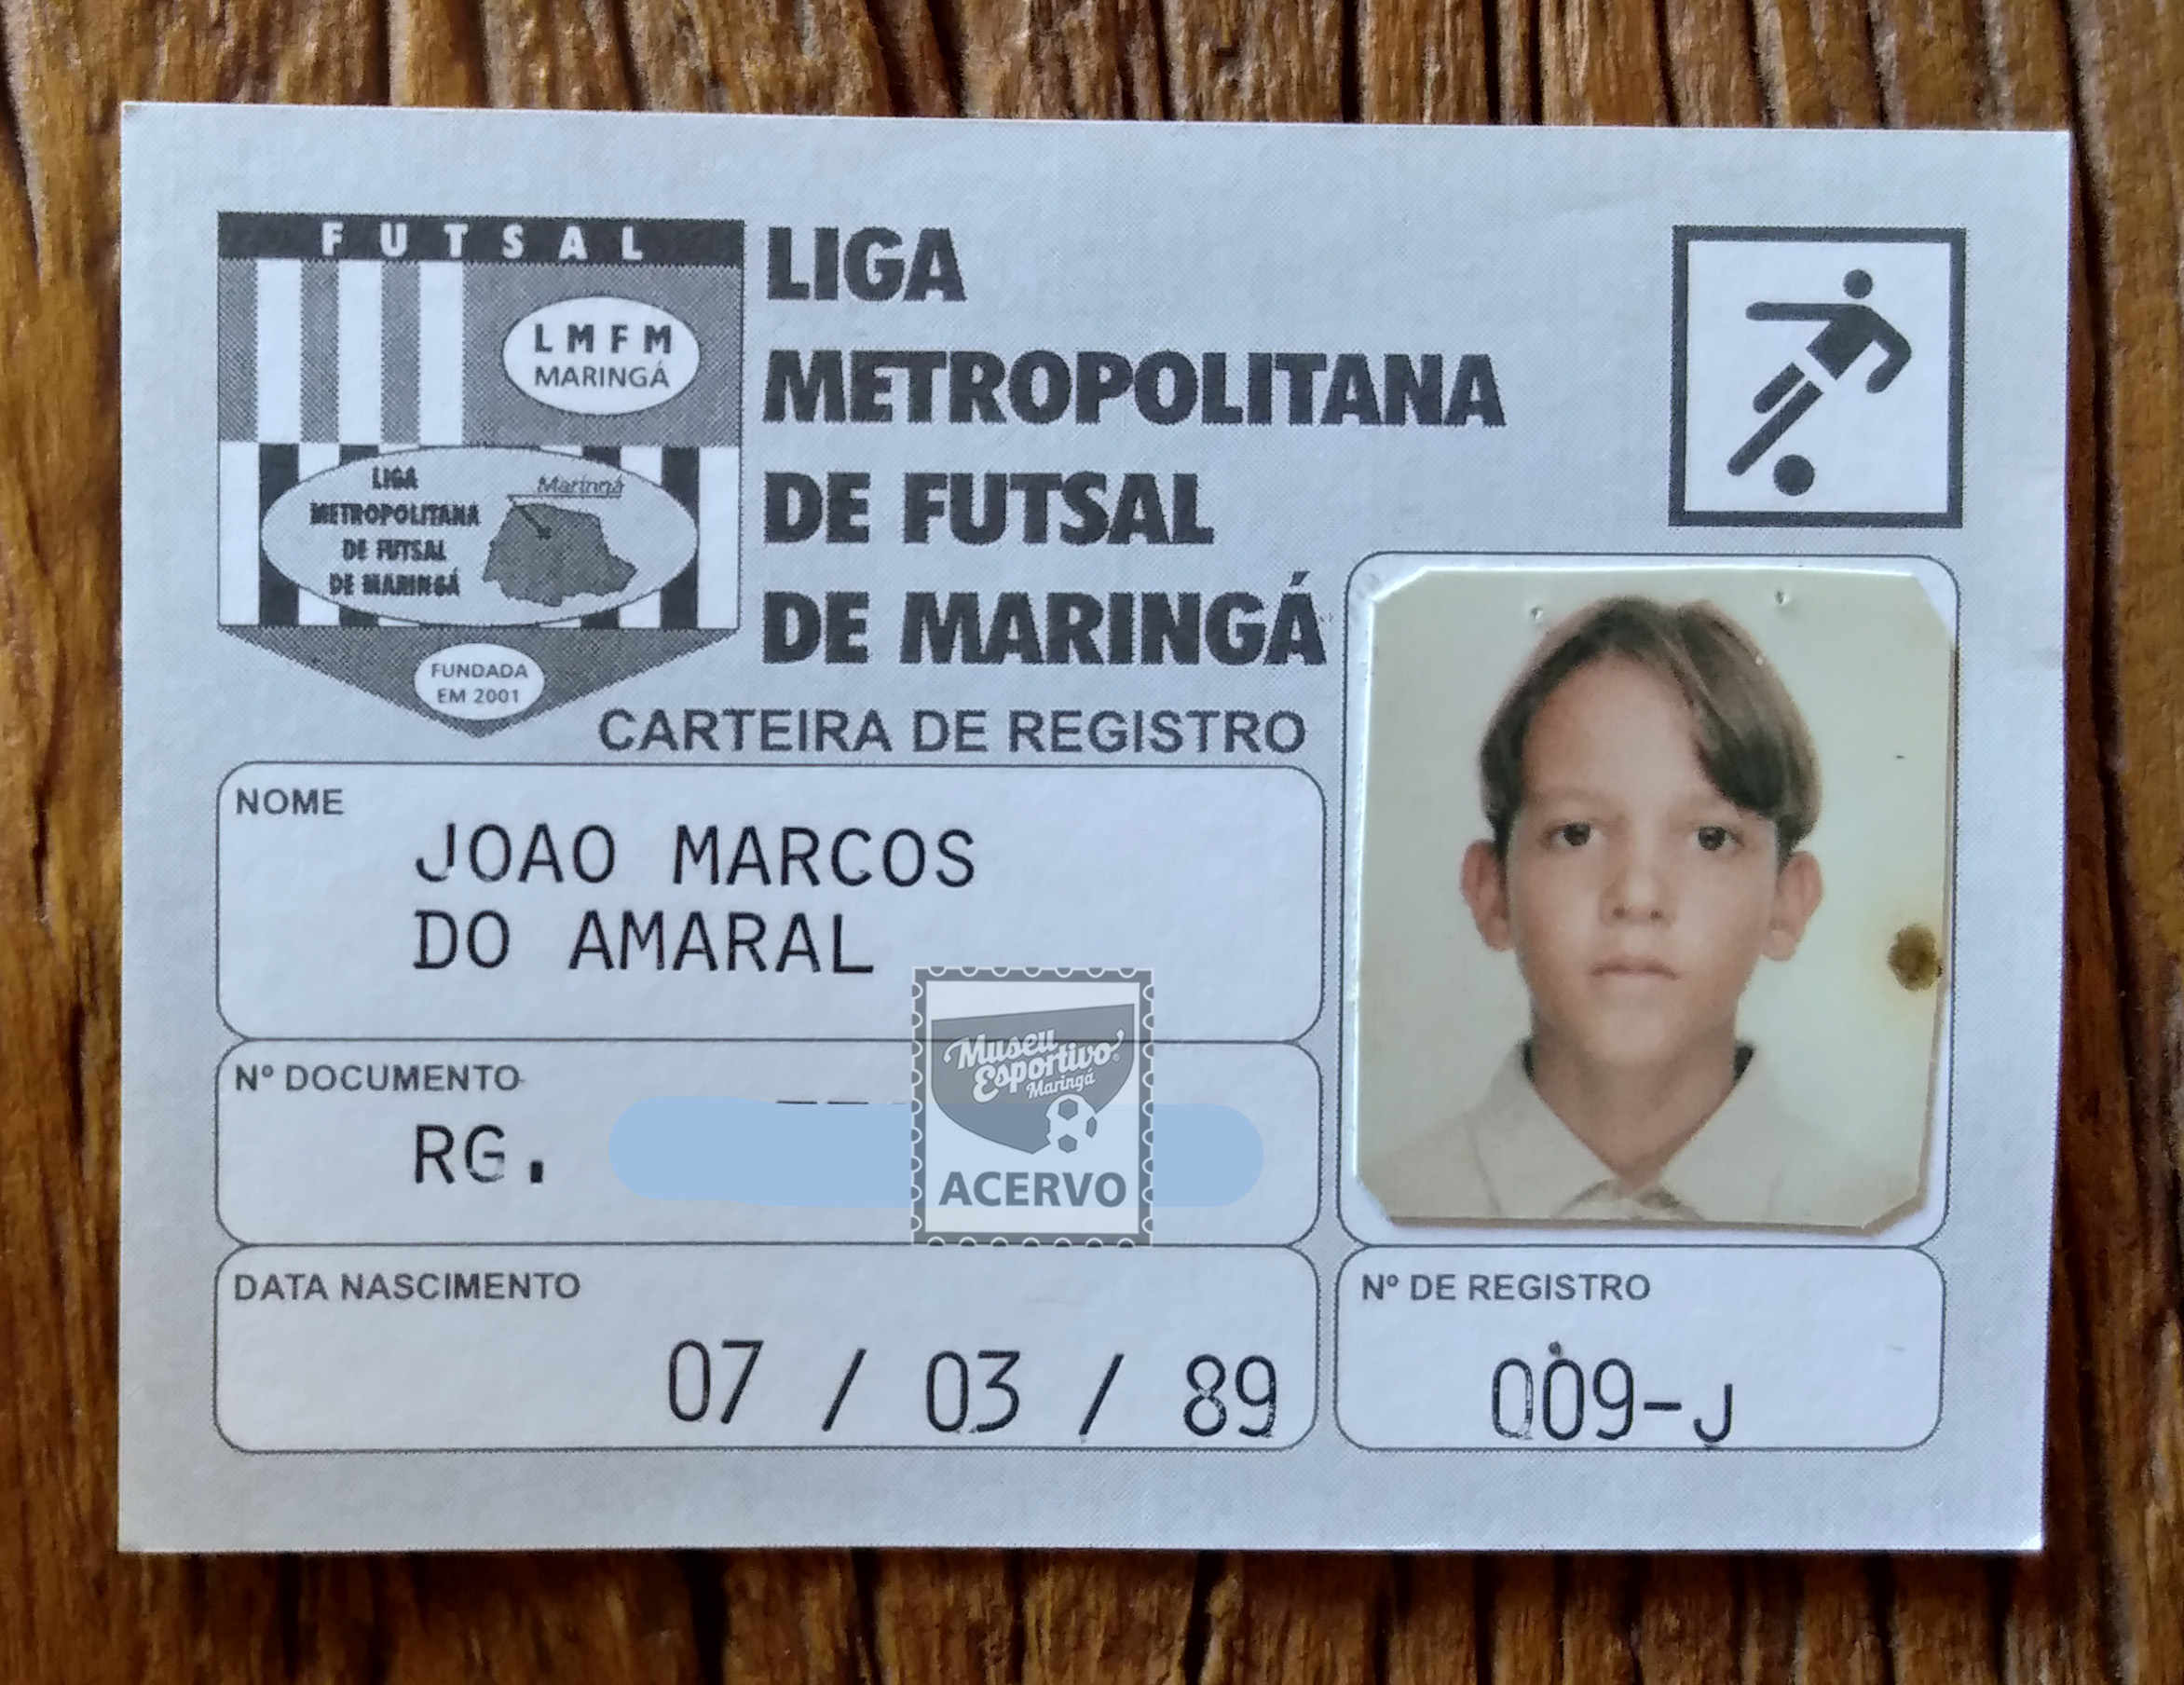 FUTSAL
LMFM
MARINGÁ
LIGA
METROPOLITANA
DE FUTSAL
DE MARINGÁ
Maringá
FUNDADA
EM 2001
LIGA
METROPOLITANA
DE FUTSAL
DE MARINGÁ
CARTEIRA DE REGISTRO
NOME
JOAO MARCOS
DO AMARAL
Nº DOCUMENTO
RG.
Museu
Esportivo
Maringá
ACERVO
DATA NASCIMENTO
07 / 03 / 89
Nº DE REGISTRO
009-J